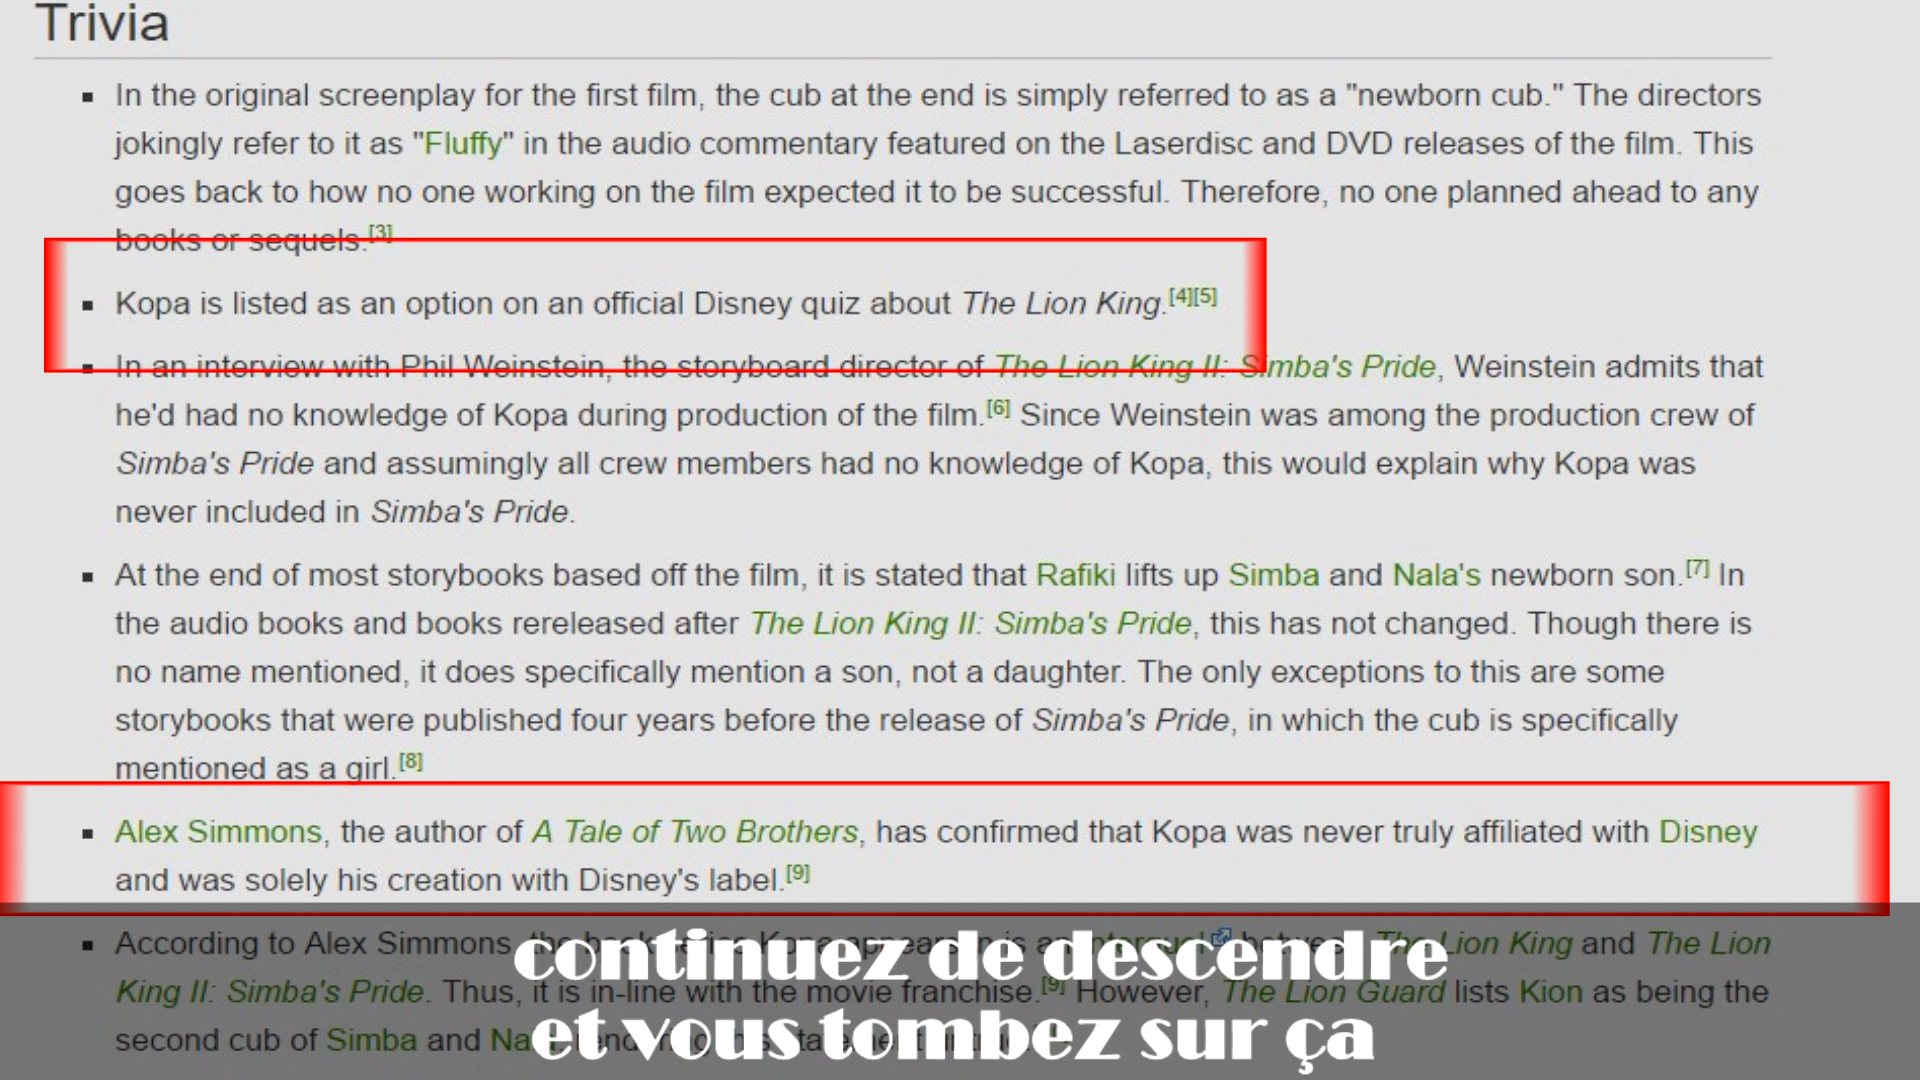 Trivia
In the original screenplay for the first film, the cub at the end is simply referred to as a "newborn cub." The directors
jokingly refer to it as "Fluffy" in the audio commentary featured on the Laserdisc and DVD releases of the film. This
goes back to how no one working on the film expected it to be successful. Therefore, no one planned ahead to any
books or sequels.[3]
Kopa is listed as an option on an official Disney quiz about The Lion King.[4][5]
In an interview with Phil Weinstein, the storyboard director of The Lion King II: Simba's Pride, Weinstein admits that
he'd had no knowledge of Kopa during production of the film.[6] Since Weinstein was among the production crew of
Simba's Pride and assumingly all crew members had no knowledge of Kopa, this would explain why Kopa was
never included in Simba's Pride.
At the end of most storybooks based off the film, it is stated that Rafiki lifts up Simba and Nala's newborn son.[7] In
the audio books and books rereleased after The Lion King II: Simba's Pride, this has not changed. Though there is
no name mentioned, it does specifically mention a son, not a daughter. The only exceptions to this are some
storybooks that were published four years before the release of Simba's Pride, in which the cub is specifically
mentioned as a girl.[8]
Alex Simmons, the author of A Tale of Two Brothers, has confirmed that Kopa was never truly affiliated with Disney
and was solely his creation with Disney's label.[9]
According to Alex Simmons, the book series Kopa appears in is an interquel between The Lion King and The Lion
King II: Simba's Pride. Thus, it is in-line with the movie franchise.[9] However, The Lion Guard lists Kion as being the
second cub of Simba and
continuez de descendre
et vous tombez sur ça